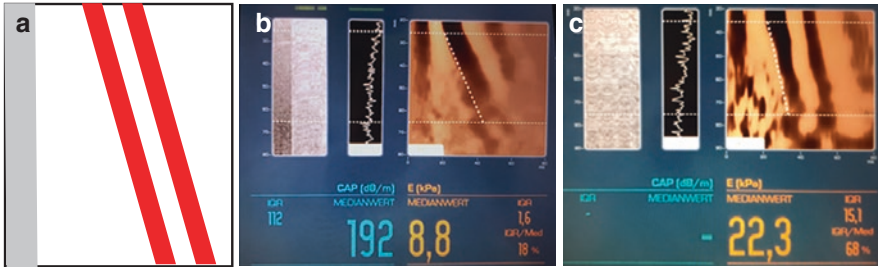 a
b
CAP [dB/m]
E [kPa]
IQR
MEDIANWERT
MEDIANWERT
IQR
112
1,6
192
8,8
IQR/Med
18 %
c
CAP [dB/m]
E [kPa]
IQR
MEDIANWERT
MEDIANWERT
IQR
-
15,1
--
22,3
IQR/Med
68 %